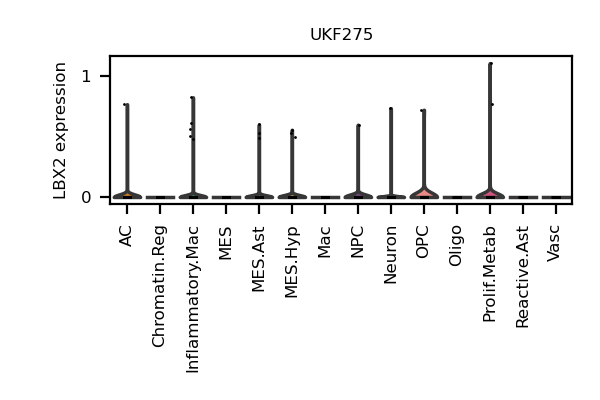 UKF275
LBX2 expression
1
0
AC
Chromatin.Reg
Inflammatory.Mac
MES
MES.Ast
MES.Hyp
Mac
NPC
Neuron
OPC
Oligo
Prolif.Metab
Reactive.Ast
Vasc